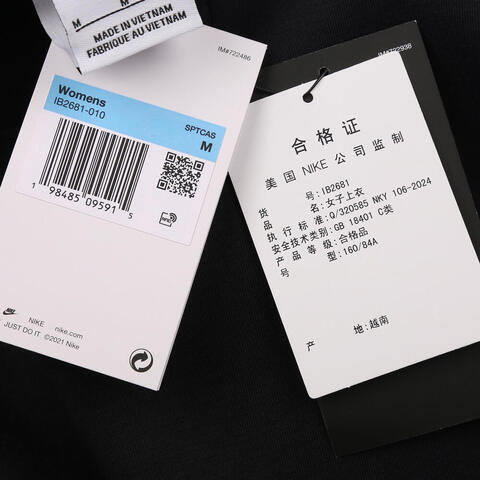 M M
MADE IN VIETNAM
FABRIQUE AU VIETNAM
IM#722486
Womens
IB2681-010
SPTCAS
M
1 98485 09591 5
NIKE nike.com
JUST DO IT ©2021 Nike
IM#722938
合格证
美国 NIKE 公司监制
货 号:IB2681
品 名:女子上衣
执行标准:Q/320585 NKY 106-2024
安全技术类别:GB 18401 C类
产品等级:合格品
号 型:160/84A
产 地:越南